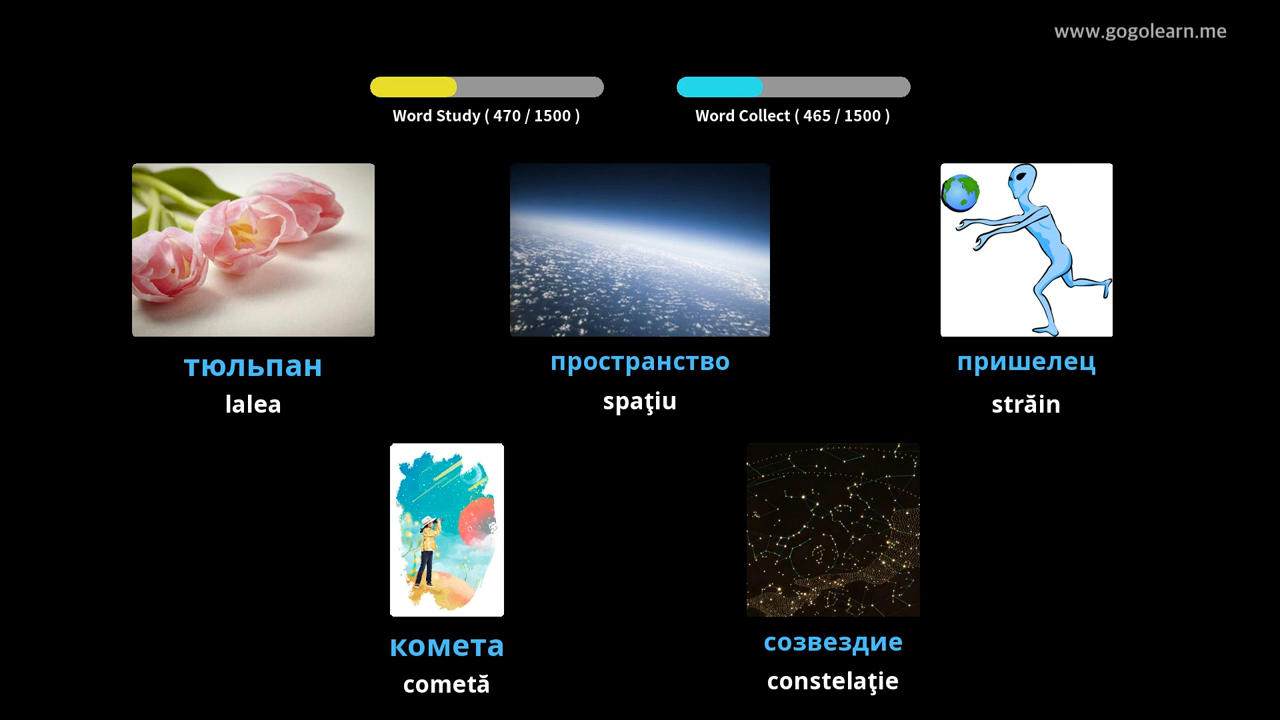 www.gogolearn.me
Word Study ( 470 / 1500 )
Word Collect ( 465 / 1500 )
тюльпан
lalea
пространство
spaţiu
пришелец
străin
комета
cometă
созвездие
constelaţie